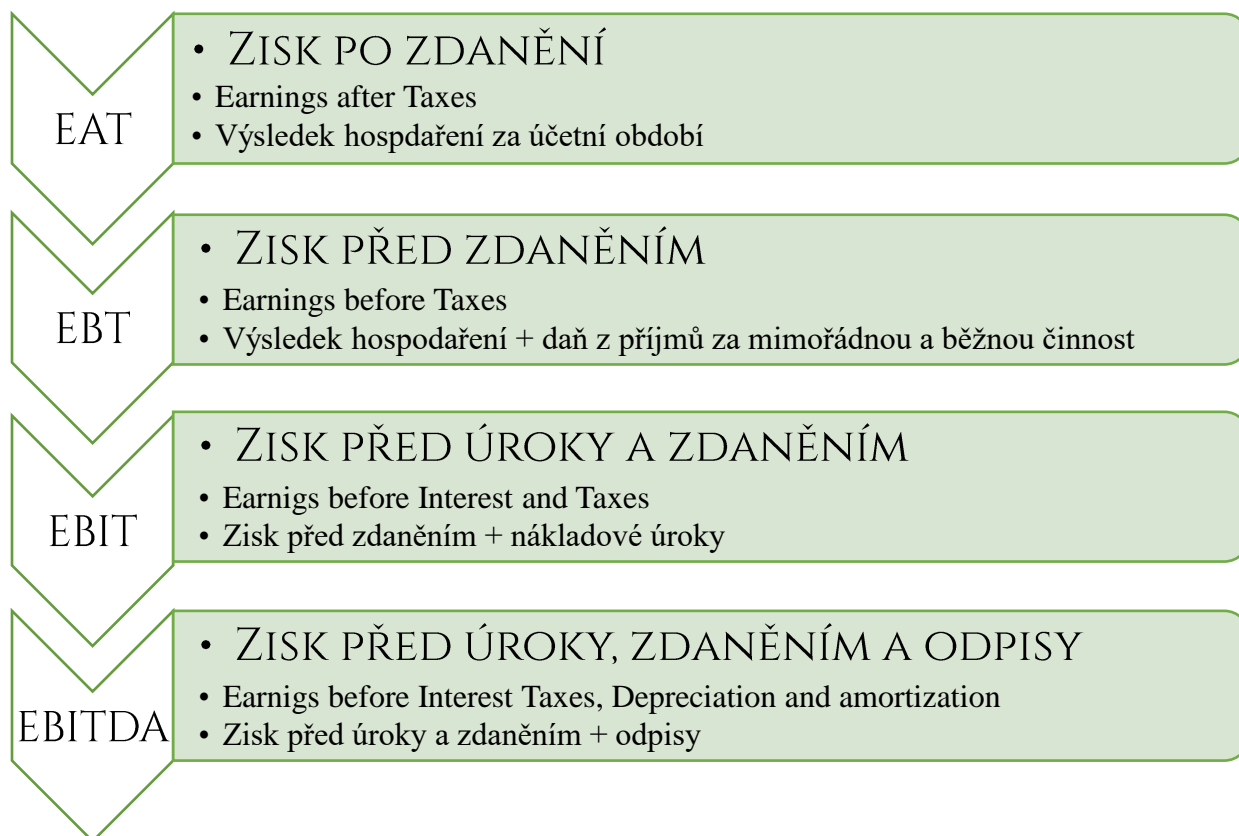 • Zisk po zdanění
EAT
• Earnings after Taxes
• Výsledek hospdaření za účetní období
• Zisk před zdaněním
EBT
• Earnings before Taxes
• Výsledek hospodaření + daň z příjmů za mimořádnou a běžnou činnost
• Zisk před úroky a zdaněním
EBIT
• Earnigs before Interest and Taxes
• Zisk před zdaněním + nákladové úroky
• Zisk před úroky, zdaněním a odpisy
EBITDA
• Earnigs before Interest Taxes, Depreciation and amortization
• Zisk před úroky a zdaněním + odpisy